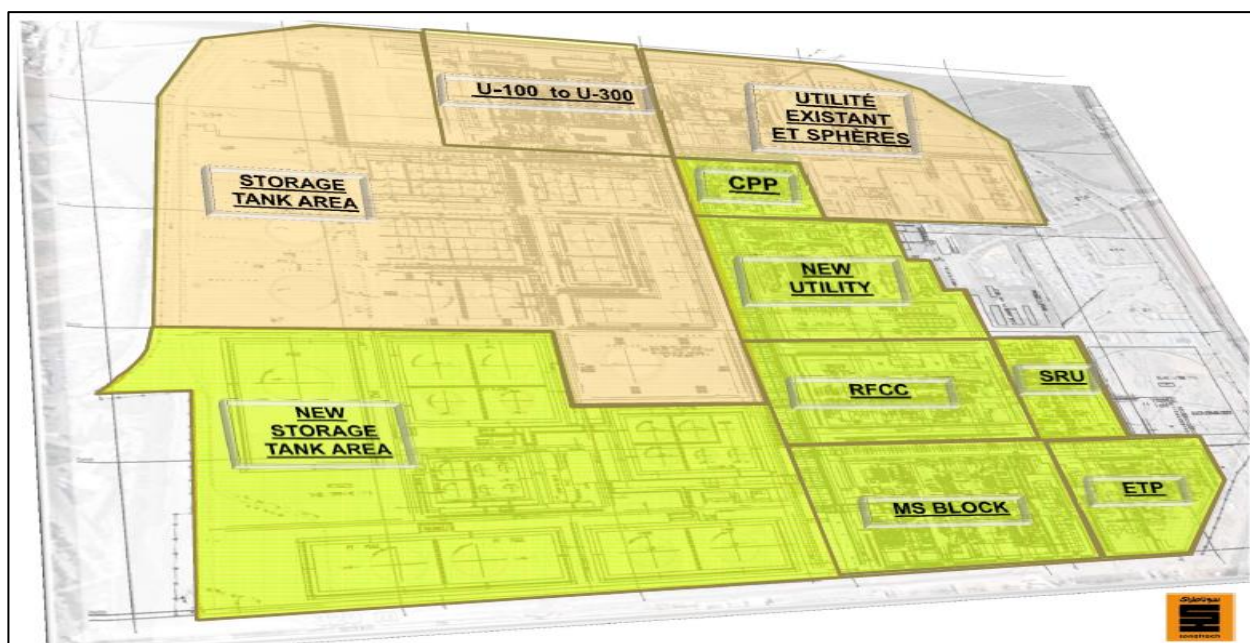 U-100 to U-300
UTILITÉ
EXISTANT
ET SPHÈRES
STORAGE
TANK AREA
CPP
NEW
UTILITY
RFCC
SRU
NEW
STORAGE
TANK AREA
MS BLOCK
ETP
سوناطراك
sonatrach